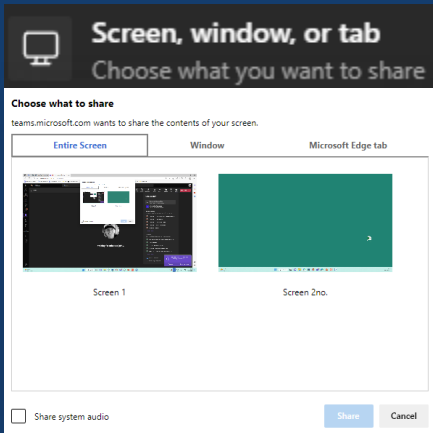 Screen, window, or tab
Choose what you want to share
Choose what to share
teams.microsoft.com wants to share the contents of your screen.
Entire Screen
Window
Microsoft Edge tab
Screen 1
Screen 2no.
Share system audio
Share
Cancel